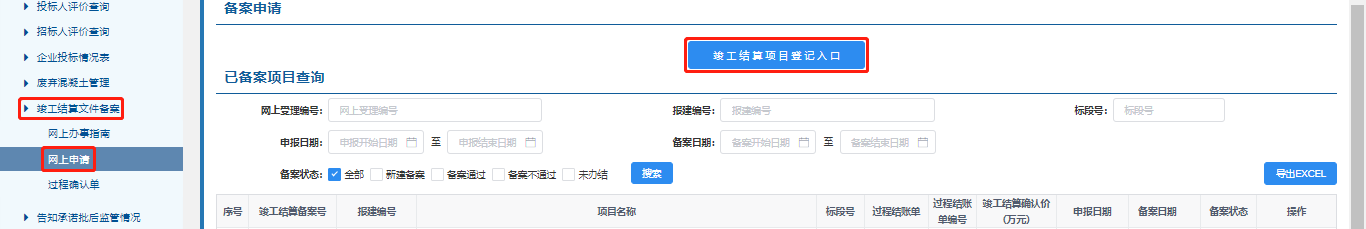 投标人评价查询
招标人评价查询
企业投标情况表
废弃混凝土管理
竣工结算文件备案
网上办事指南
网上申请
过程确认单
告知承诺批后监管情况
备案申请
竣工结算项目登记入口
已备案项目查询
网上受理编号: 网上受理编号 报建编号: 报建编号 标段号: 标段号
申报日期: 申报开始日期 至 申报结束日期 备案日期: 备案开始日期 至 备案结束日期
备案状态: 全部 新建备案 备案通过 备案不通过 未办结 搜索 导出EXCEL
序号 竣工结算备案号 报建编号 项目名称 标段号 过程结账单 过程结账单编号 竣工结算确认价(万元) 申报日期 备案日期 备案状态 操作